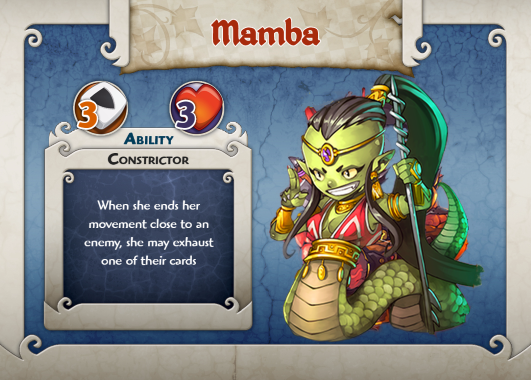 Mamba
3 3
Ability
Constrictor
When she ends her
movement close to an
enemy, she may exhaust
one of their cards